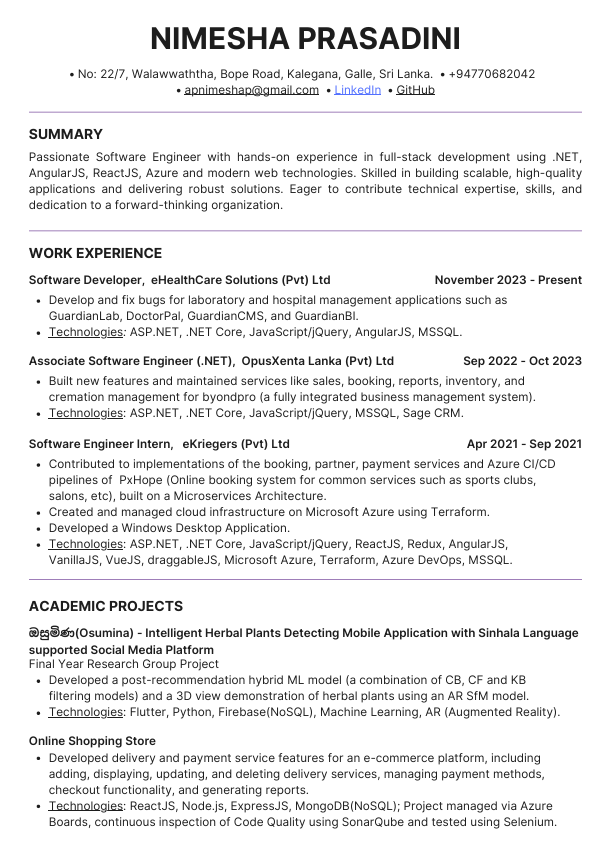 NIMESHA PRASADINI
• No: 22/7, Walawwaththa, Bope Road, Kalegana, Galle, Sri Lanka. • +94770682042
• apnimeshap@gmail.com • LinkedIn • GitHub
SUMMARY
Passionate Software Engineer with hands-on experience in full-stack development using .NET,
AngularJS, ReactJS, Azure and modern web technologies. Skilled in building scalable, high-quality
applications and delivering robust solutions. Eager to contribute technical expertise, skills, and
dedication to a forward-thinking organization.
WORK EXPERIENCE
Software Developer, eHealthCare Solutions (Pvt) Ltd November 2023 - Present
• Develop and fix bugs for laboratory and hospital management applications such as
GuardianLab, DoctorPal, GuardianCMS, and GuardianBI.
• Technologies: ASP.NET, .NET Core, JavaScript/jQuery, AngularJS, MSSQL.
Associate Software Engineer (.NET), OpusXenta Lanka (Pvt) Ltd Sep 2022 - Oct 2023
• Built new features and maintained services like sales, booking, reports, inventory, and
cremation management for byondpro (a fully integrated business management system).
• Technologies: ASP.NET, .NET Core, JavaScript/jQuery, MSSQL, Sage CRM.
Software Engineer Intern, eKriegers (Pvt) Ltd Apr 2021 - Sep 2021
• Contributed to implementations of the booking, partner, payment services and Azure CI/CD
pipelines of PxHope (Online booking system for common services such as sports clubs,
salons, etc), built on a Microservices Architecture.
• Created and managed cloud infrastructure on Microsoft Azure using Terraform.
• Developed a Windows Desktop Application.
• Technologies: ASP.NET, .NET Core, JavaScript/jQuery, ReactJS, Redux, AngularJS,
VanillaJS, VueJS, draggableJS, Microsoft Azure, Terraform, Azure DevOps, MSSQL.
ACADEMIC PROJECTS
ඔසුමිණ(Osumina) - Intelligent Herbal Plants Detecting Mobile Application with Sinhala Language
supported Social Media Platform
Final Year Research Group Project
• Developed a post-recommendation hybrid ML model (a combination of CB, CF and KB
filtering models) and a 3D view demonstration of herbal plants using an AR SfM model.
• Technologies: Flutter, Python, Firebase(NoSQL), Machine Learning, AR (Augmented Reality).
Online Shopping Store
• Developed delivery and payment service features for an e-commerce platform, including
adding, displaying, updating, and deleting delivery services, managing payment methods,
checkout functionality, and generating reports.
• Technologies: ReactJS, Node.js, ExpressJS, MongoDB(NoSQL); Project managed via Azure
Boards, continuous inspection of Code Quality using SonarQube and tested using Selenium.